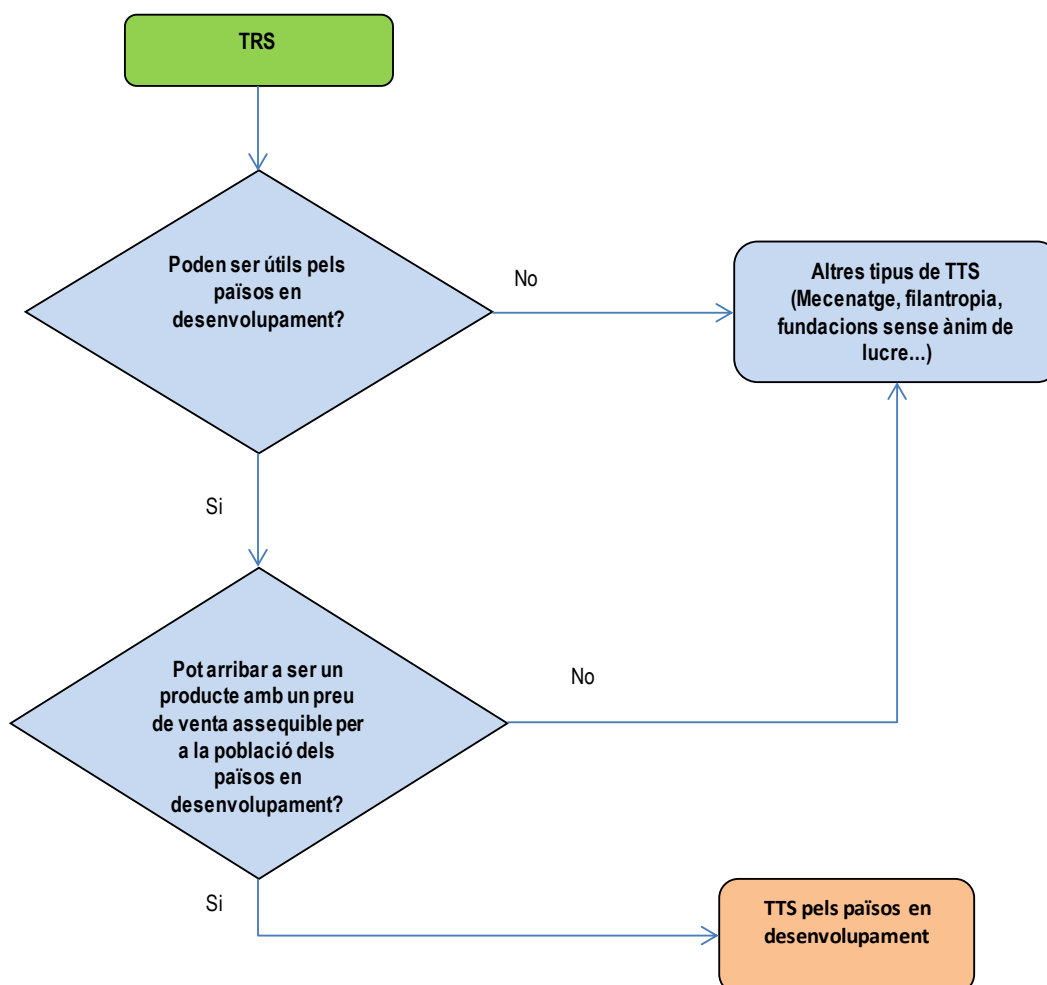 TRS
Poden ser útils pels
països en
desenvolupament?
No
Altres tipus de TTS
(Mecenatge, filantropia,
fundacions sense ànim de
lucre...)
Si
Pot arribar a ser un
producte amb un preu
de venta assequible per
a la població dels
països en
desenvolupament?
No
Si
TTS pels països en
desenvolupament